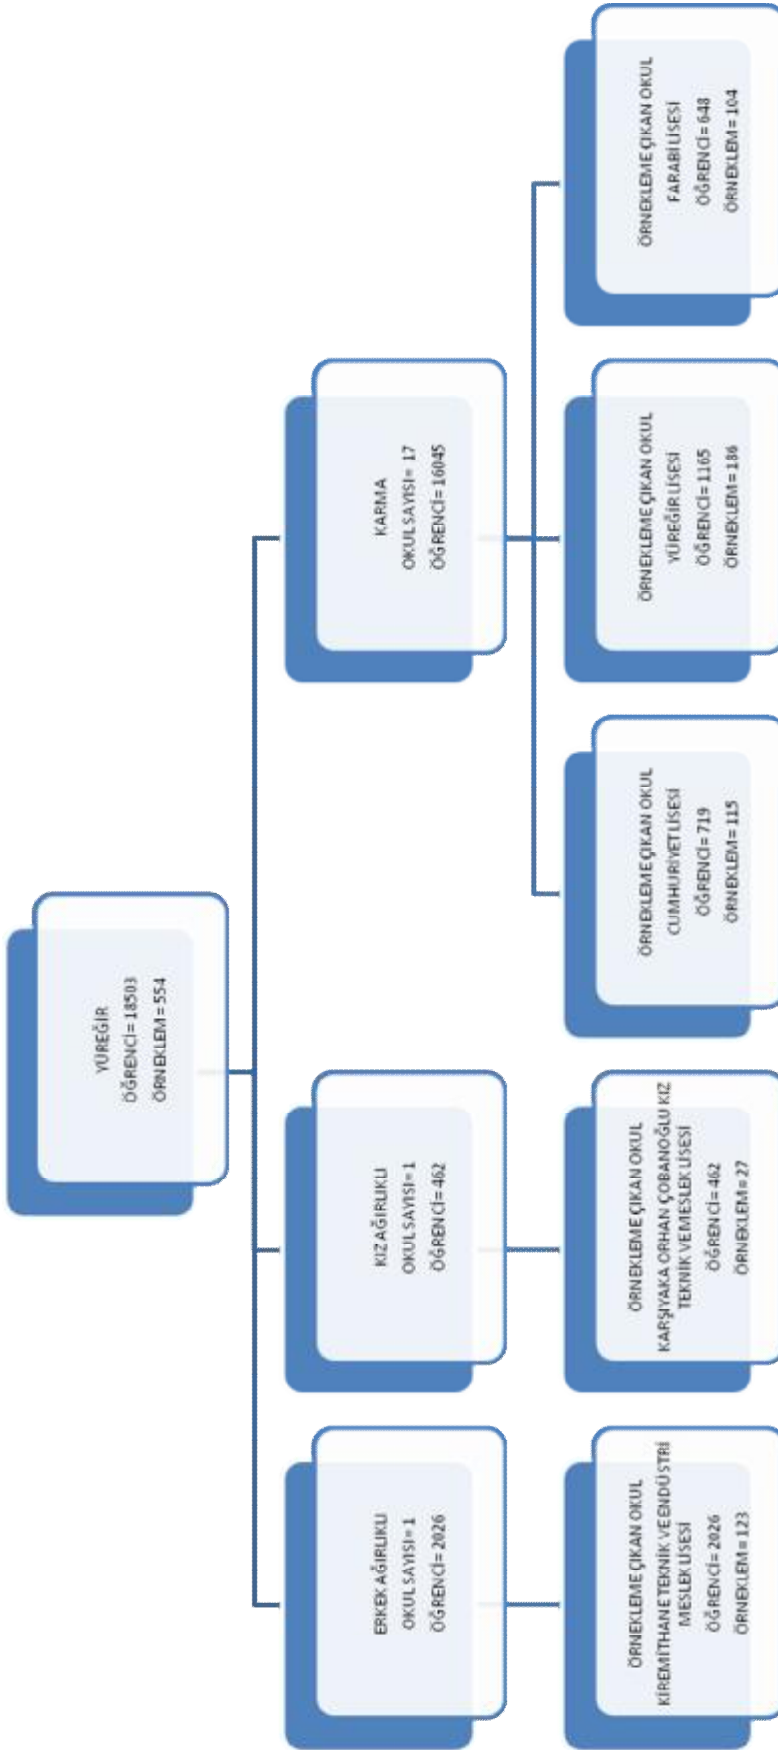 YÜREĞİR
ÖĞRENCİ= 18503
ÖRNEKLEM= 554
ERKEK AĞIRLIKLI
OKUL SAYISI= 1
ÖĞRENCİ= 2026
KIZ AĞIRLIKLI
OKUL SAYISI= 1
ÖĞRENCİ= 462
KARMA
OKUL SAYISI= 17
ÖĞRENCİ= 16045
ÖRNEKLEME ÇIKAN OKUL
KİREMİTHANE TEKNİK VE ENDÜSTRİ
MESLEK LİSESİ
ÖĞRENCİ= 2026
ÖRNEKLEM= 123
ÖRNEKLEME ÇIKAN OKUL
KARŞIYAKA ORHAN ÇOBANOĞLU KIZ
TEKNİK VE MESLEK LİSESİ
ÖĞRENCİ= 462
ÖRNEKLEM= 27
ÖRNEKLEME ÇIKAN OKUL
CUMHURİYET LİSESİ
ÖĞRENCİ= 719
ÖRNEKLEM= 115
ÖRNEKLEME ÇIKAN OKUL
YÜREĞİR LİSESİ
ÖĞRENCİ= 1165
ÖRNEKLEM= 186
ÖRNEKLEME ÇIKAN OKUL
FARABİ LİSESİ
ÖĞRENCİ= 648
ÖRNEKLEM= 104